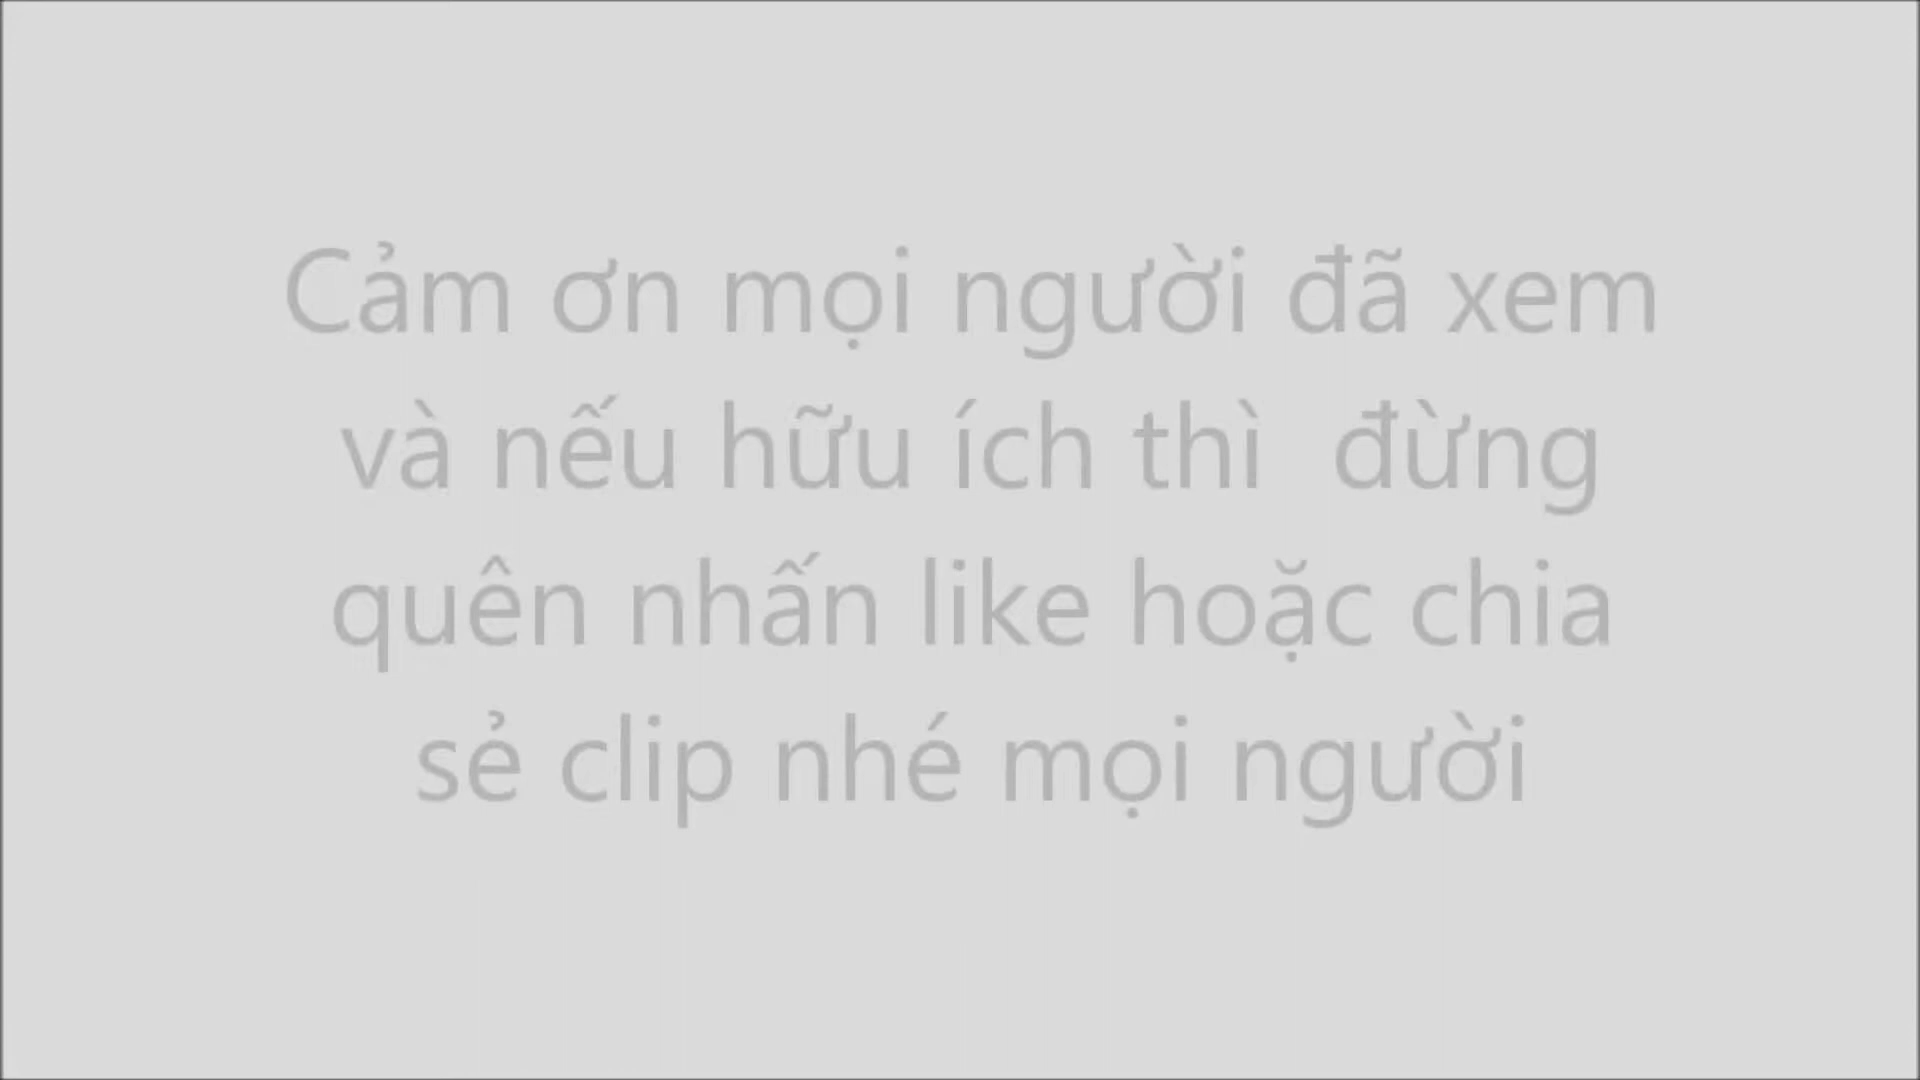 Cảm ơn mọi người đã xem
và nếu hữu ích thì  đừng
quên nhấn like hoặc chia
sẻ clip nhé mọi người